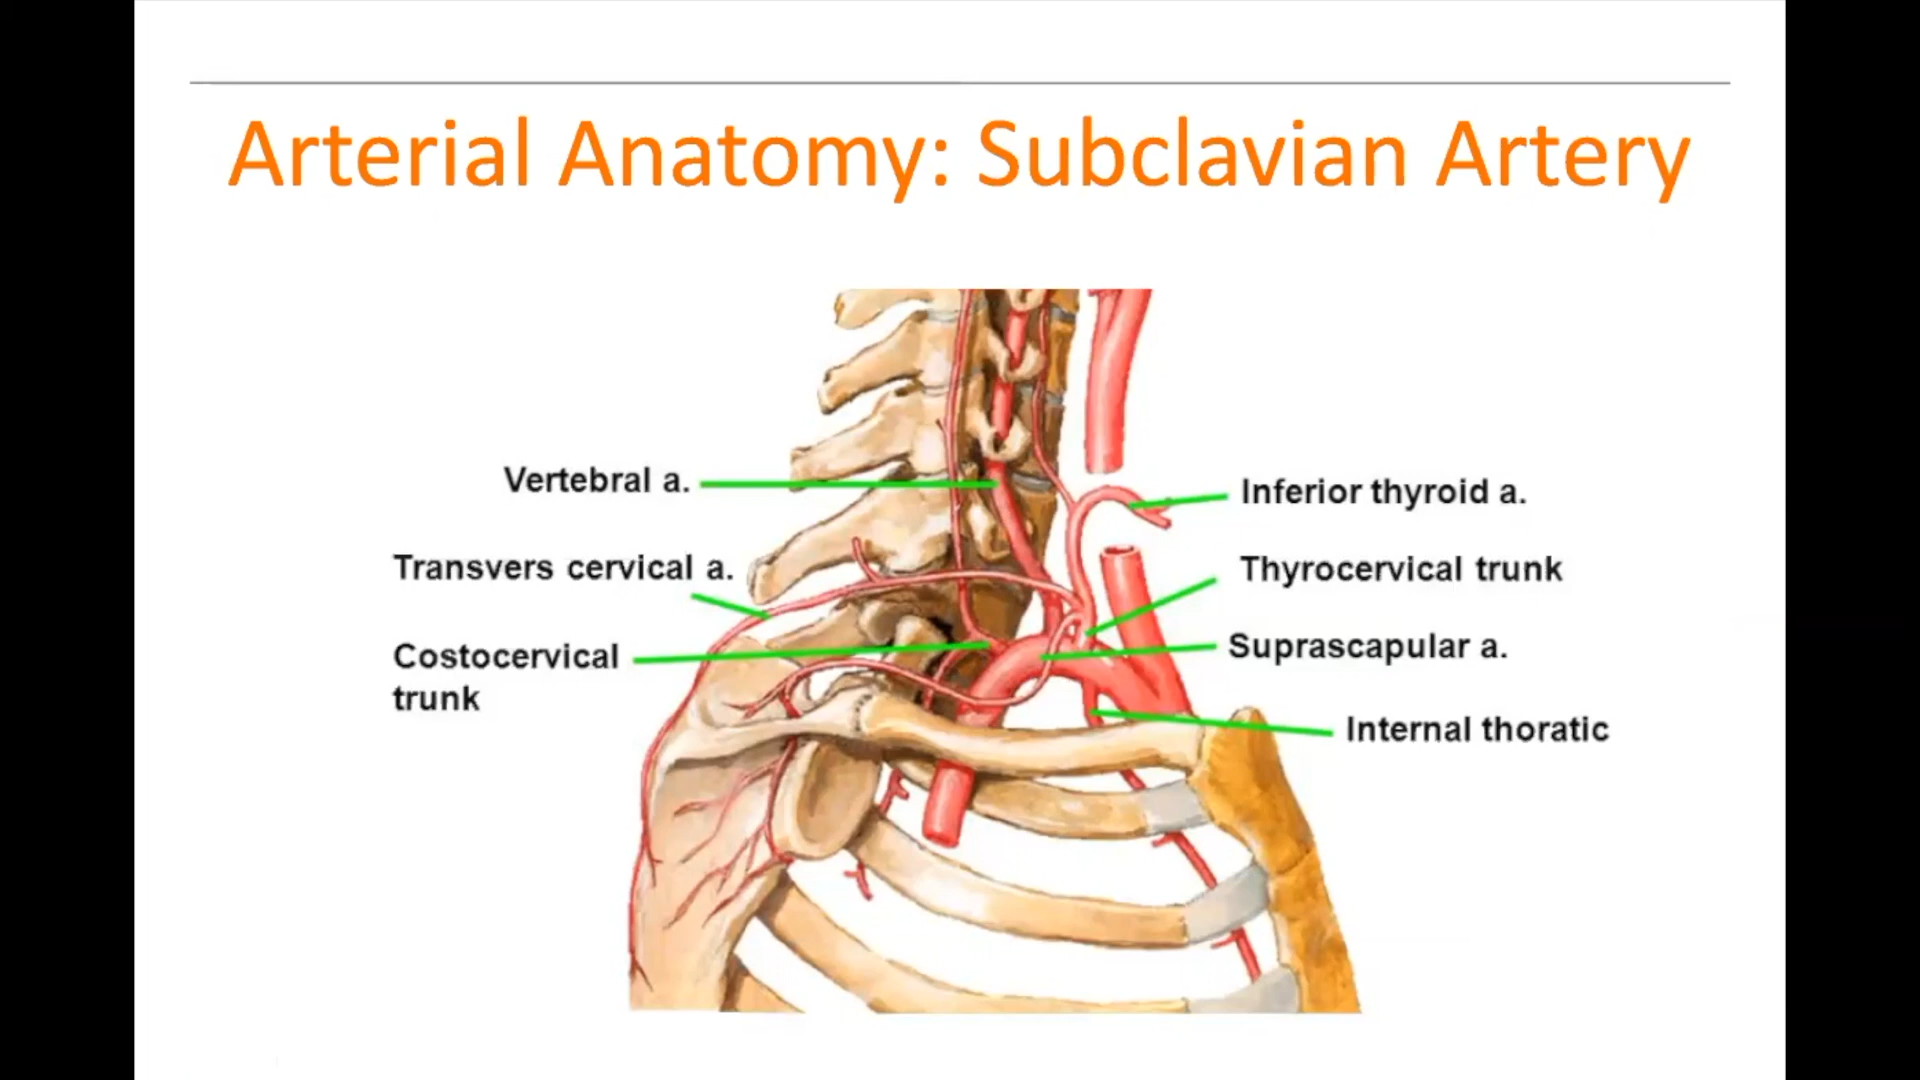 Arterial Anatomy: Subclavian Artery
Vertebral a.
Inferior thyroid a.
Transvers cervical a.
Thyrocervical trunk
Costocervical
trunk
Suprascapular a.
Internal thoratic